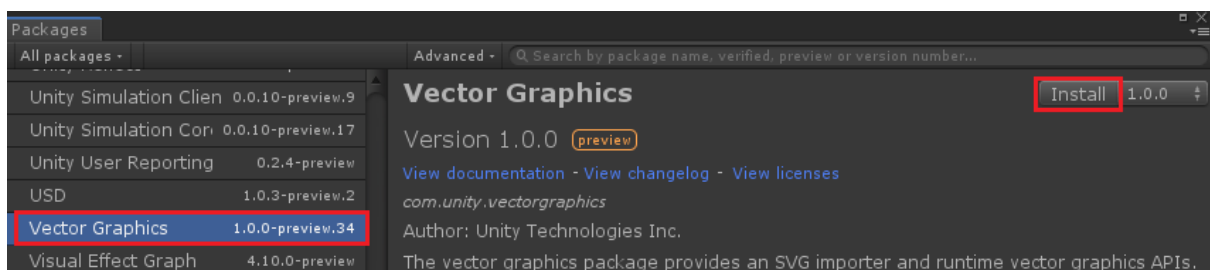 Packages
All packages
Advanced
Search by package name, verified, preview or version number...
Unity Simulation Clien 0.0.10-preview.9
Unity Simulation Cor 0.0.10-preview.17
Unity User Reporting 0.2.4-preview
USD 1.0.3-preview.2
Vector Graphics 1.0.0-preview.34
Visual Effect Graph 4.10.0-preview
Vector Graphics
Install 1.0.0
Version 1.0.0 preview
View documentation - View changelog - View licenses
com.unity.vectorgraphics
Author: Unity Technologies Inc.
The vector graphics package provides an SVG importer and runtime vector graphics APIs.